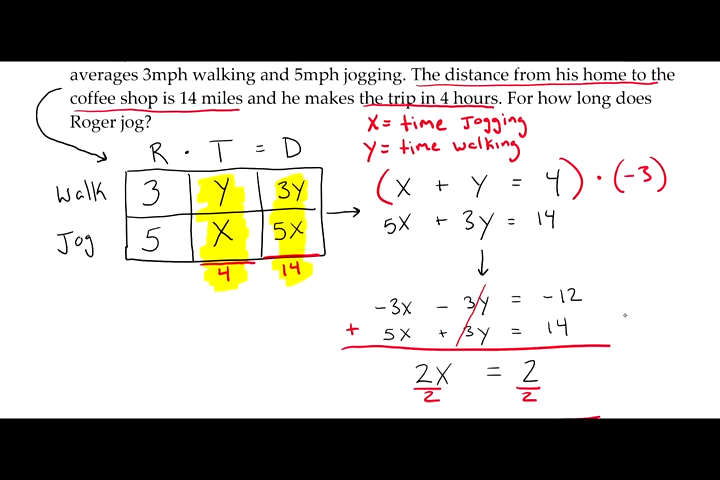 averages 3mph walking and 5mph jogging. The distance from his home to the
coffee shop is 14 miles and he makes the trip in 4 hours. For how long does
Roger jog?
X = time Jogging
Y = time walking
R . T = D
Walk 3 Y 3Y
Jog 5 X 5X
4 14
(X + Y = 4) · (-3)
5X + 3Y = 14
-3X - 3Y = -12
+ 5X + 3Y = 14
2X = 2
2 2